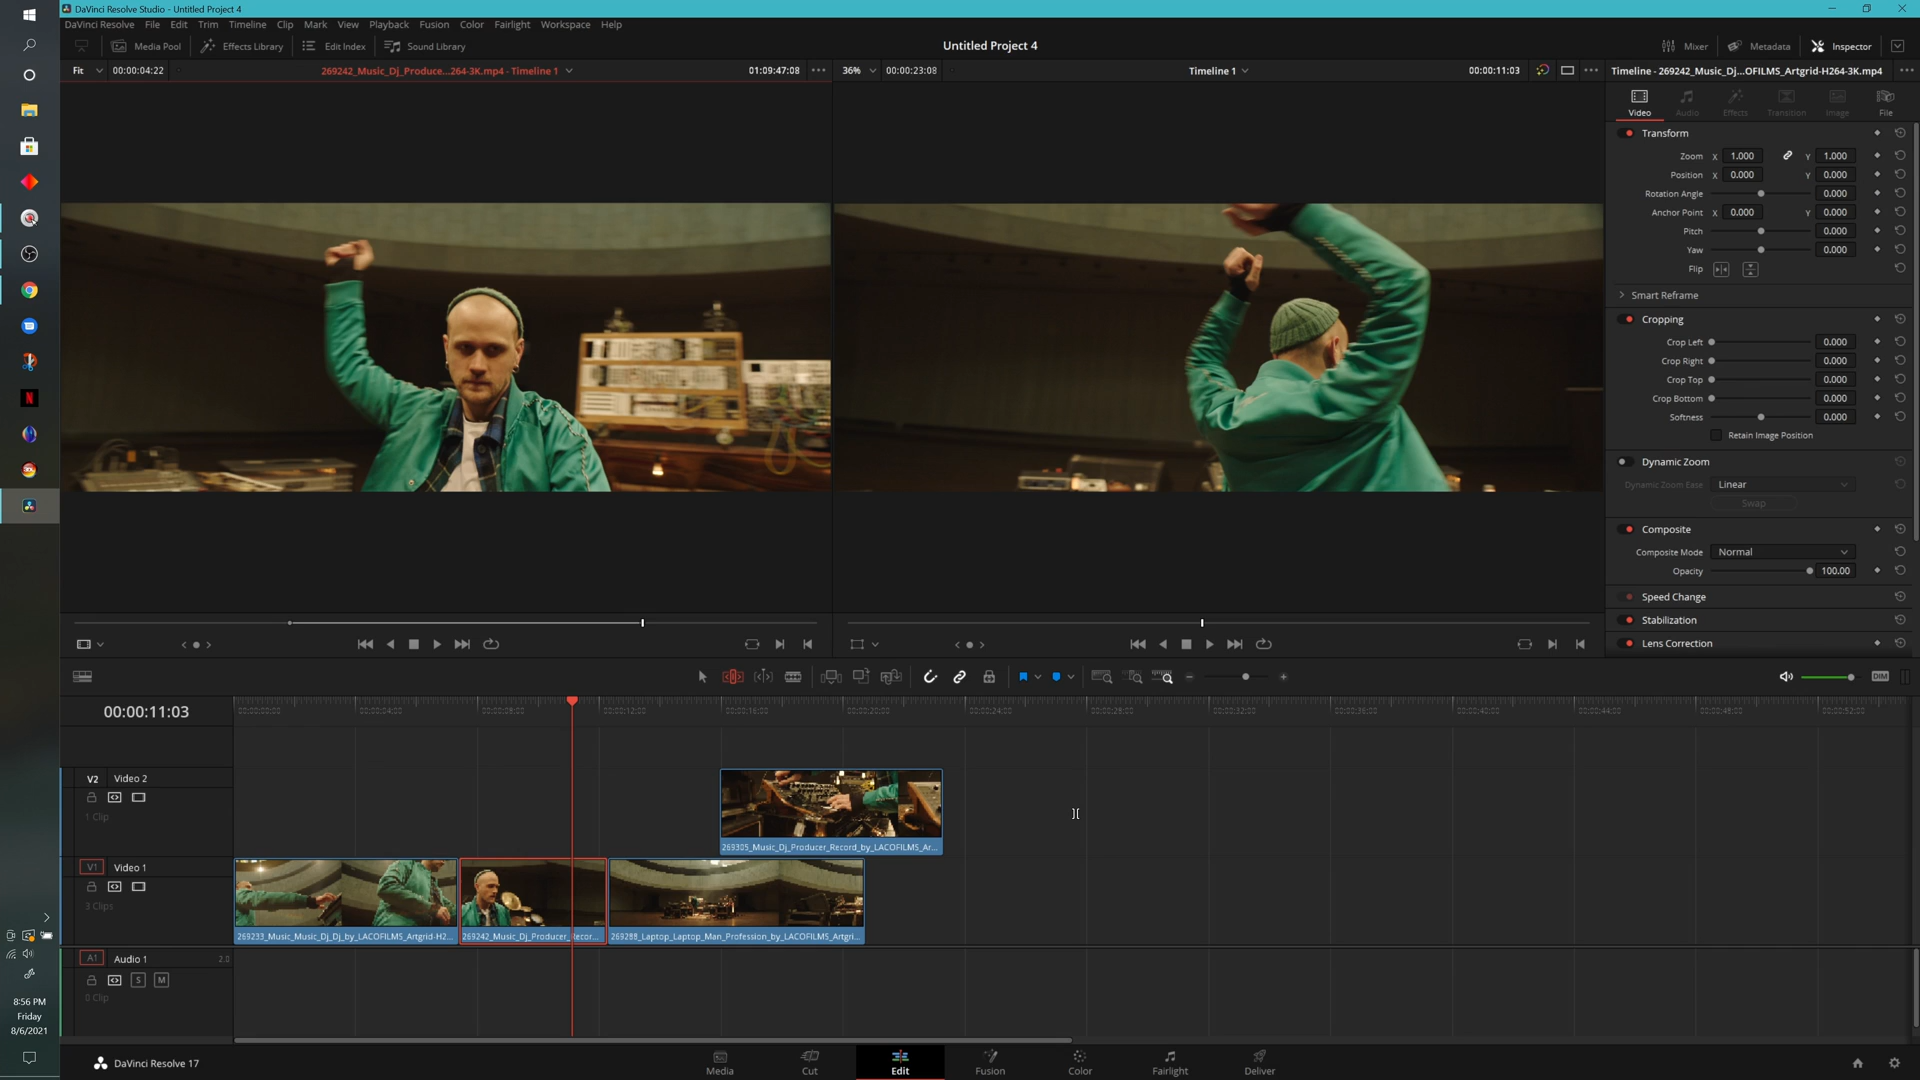 DaVinci Resolve Studio - Untitled Project 4
DaVinci Resolve File Edit Trim Timeline Clip Mark View Playback Fusion Color Fairlight Workspace Help
Media Pool Effects Library Edit Index Sound Library Untitled Project 4 Mixer Metadata Inspector
Fit 00:00:04:22 269242_Music_Dj_Produce...264-3K.mp4 - Timeline 1 01:09:47:08 36% 00:00:23:08 Timeline 1 00:00:11:03 Timeline - 269242_Music_Dj...OFILMS_Artgrid-H264-3K.mp4
Video Audio Effects Transition Image File
Transform
Zoom X 1.000 Y 1.000
Position X 0.000 Y 0.000
Rotation Angle 0.000
Anchor Point X 0.000 Y 0.000
Pitch 0.000
Yaw 0.000
Flip
Smart Reframe
Cropping
Crop Left 0.000
Crop Right 0.000
Crop Top 0.000
Crop Bottom 0.000
Softness 0.000
Retain Image Position
Dynamic Zoom
Dynamic Zoom Ease Linear
Swap
Composite
Composite Mode Normal
Opacity 100.00
Speed Change
Stabilization
Lens Correction
DIM
00:00:11:03
V2 Video 2
1 Clip
269305_Music_Dj_Producer_Record_by_LACOFILMS_Ar...
V1 Video 1
3 Clips
269233_Music_Music_Dj_Dj_by_LACOFILMS_Artgrid-H2... 269242_Music_Dj_Producer_Recor... 269288_Laptop_Laptop_Man_Profession_by_LACOFILMS_Artgri...
A1 Audio 1 2.0
S M
0 Clip
8:56 PM
Friday
8/6/2021
DaVinci Resolve 17 Media Cut Edit Fusion Color Fairlight Deliver